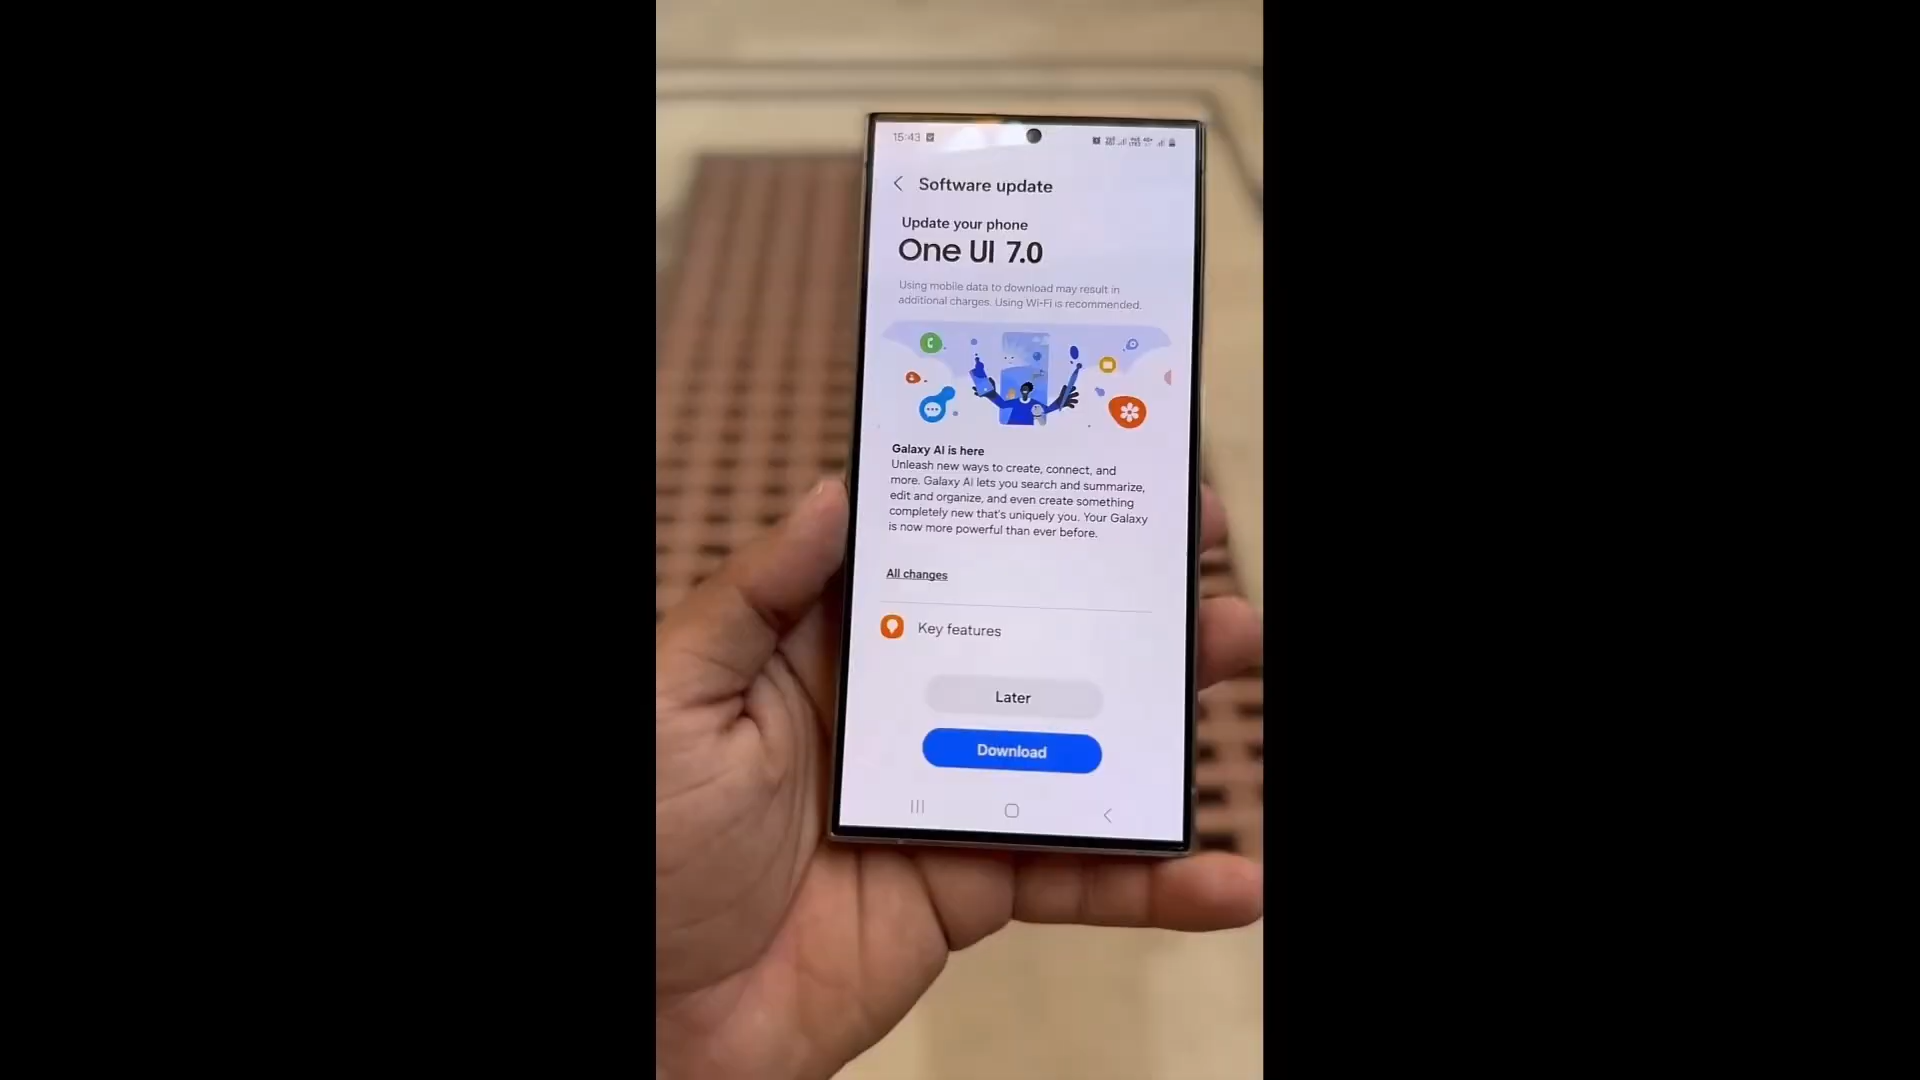 15:43
Software update
Update your phone
One UI 7.0
Using mobile data to download may result in
additional charges. Using Wi-Fi is recommended.
Galaxy AI is here
Unleash new ways to create, connect, and
more. Galaxy AI lets you search and summarize,
edit and organize, and even create something
completely new that's uniquely you. Your Galaxy
is now more powerful than ever before.
All changes
Key features
Later
Download